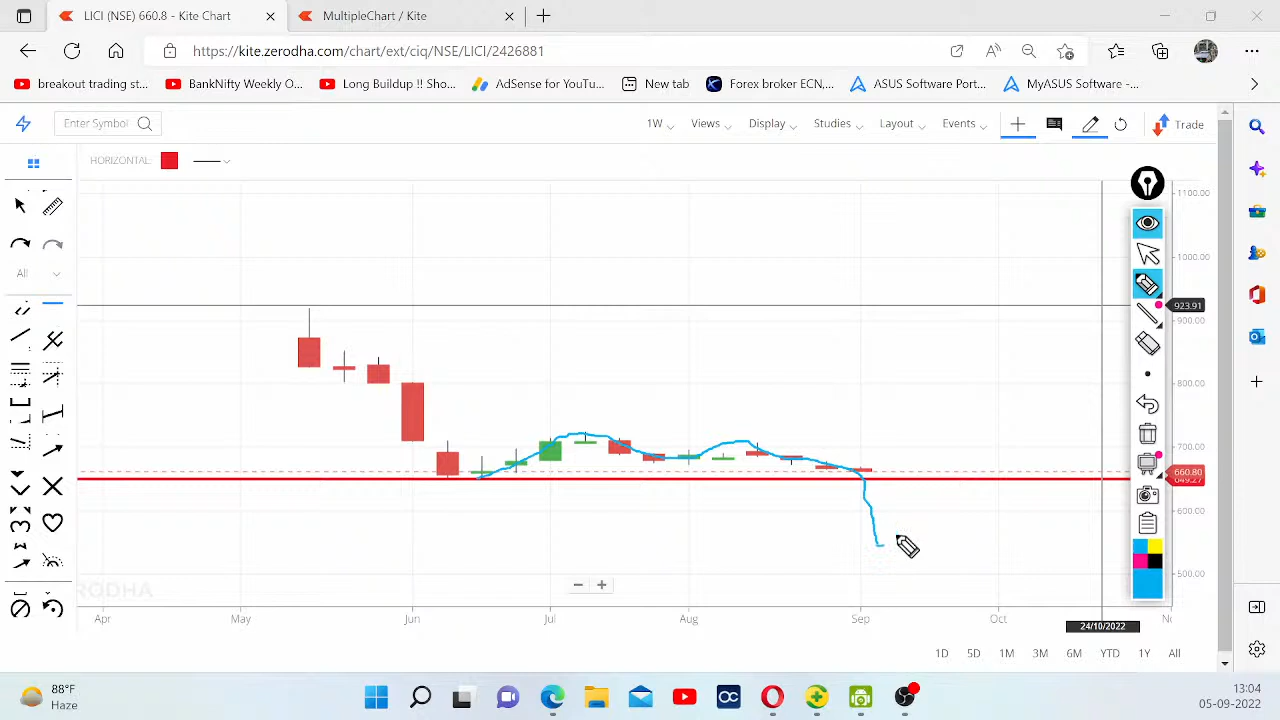 LICI (NSE) 660.8 - Kite Chart
MultipleChart / Kite
https://kite.zerodha.com/chart/ext/ciq/NSE/LICI/2426881
breakout trading st...
BankNifty Weekly O...
Long Buildup !! Sho...
AdSense for YouTu...
New tab
Forex broker ECN,...
ASUS Software Port...
MyASUS Software -...
Enter Symbol
1W
Views
Display
Studies
Layout
Events
Trade
HORIZONTAL:
All
1100.00
1000.00
923.91
900.00
800.00
700.00
660.80
649.27
600.00
500.00
Apr
May
Jun
Jul
Aug
Sep
Oct
24/10/2022
1D
5D
1M
3M
6M
YTD
1Y
All
88°F
Haze
13:04
05-09-2022